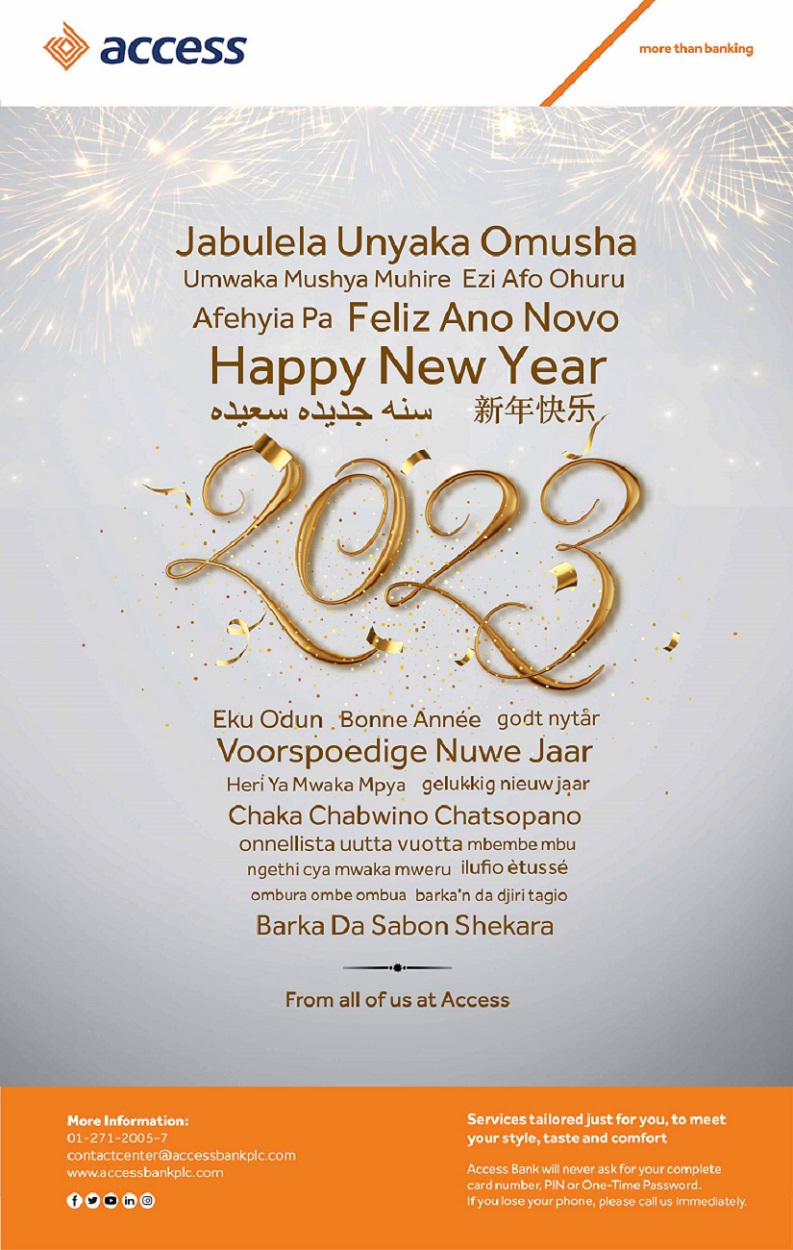 access
more than banking
Jabulela Unyaka Omusha
Umwaka Mushya Muhire Ezi Afo Ohuru
Afehyia Pa Feliz Ano Novo
Happy New Year
سنه جديده سعيده 新年快乐
2023
Eku Odun Bonne Année godt nytår
Voorspoedige Nuwe Jaar
Heri Ya Mwaka Mpya gelukkig nieuw jaar
Chaka Chabwino Chatsopano
onnellista uutta vuotta mbembe mbu
ngethi cya mwaka mweru ilufio ètussé
ombura ombe ombua barka'n da djiri tagio
Barka Da Sabon Shekara
From all of us at Access
More Information:
01-271-2005-7
contactcenter@accessbankplc.com
www.accessbankplc.com
Services tailored just for you, to meet
your style, taste and comfort
Access Bank will never ask for your complete
card number, PIN or One-Time Password.
If you lose your phone, please call us immediately.